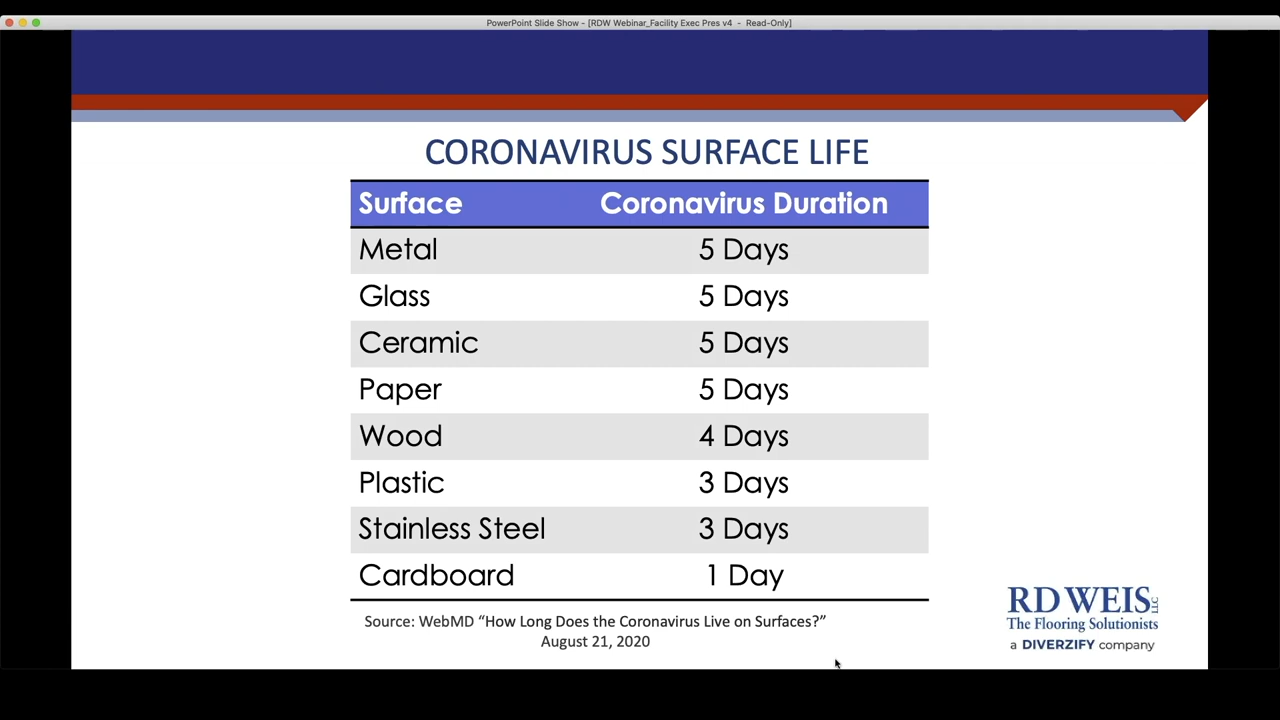 PowerPoint Slide Show - [RDW Webinar_Facility Exec Pres v4 - Read-Only]
CORONAVIRUS SURFACE LIFE
Surface Coronavirus Duration
Metal 5 Days
Glass 5 Days
Ceramic 5 Days
Paper 5 Days
Wood 4 Days
Plastic 3 Days
Stainless Steel 3 Days
Cardboard 1 Day
Source: WebMD “How Long Does the Coronavirus Live on Surfaces?”
August 21, 2020
RD WEIS LLC
The Flooring Solutionists
a DIVERZIFY company